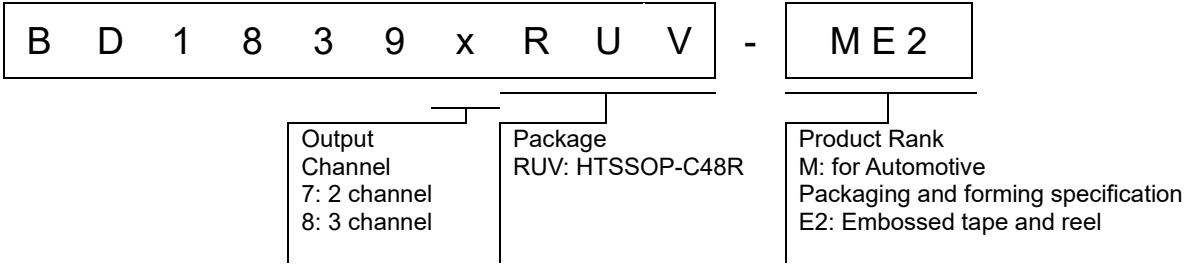 B D 1 8 3 9 x R U V - M E 2
Output
Channel
7: 2 channel
8: 3 channel
Package
RUV: HTSSOP-C48R
Product Rank
M: for Automotive
Packaging and forming specification
E2: Embossed tape and reel